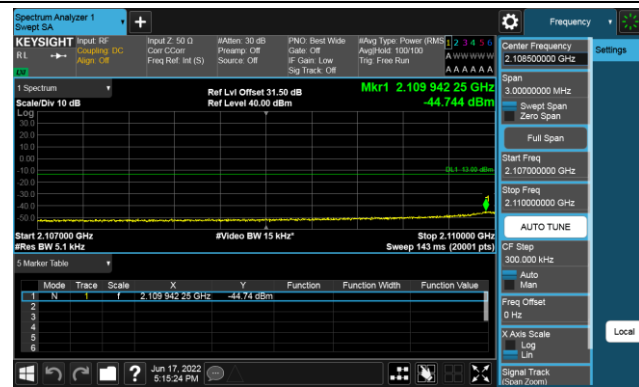 Spectrum Analyzer 1
Swept SA
Frequency
KEYSIGHT
Input: RF
Input Z: 50 Ω
#Atten: 30 dB
PNO: Best Wide
#Avg Type: Power (RMS
1 2 3 4 5 6
RL
Coupling: DC
Corr CCorr
Preamp: Off
Gate: Off
Avg|Hold: 100/100
A W W W W W
Align: Off
Freq Ref: Int (S)
Source: Off
IF Gain: Low
Trig: Free Run
Sig Track: Off
A A A A A A
LXI
1 Spectrum
Ref Lvl Offset 31.50 dB
Mkr1 2.109 942 25 GHz
Scale/Div 10 dB
Ref Level 40.00 dBm
-44.744 dBm
Log
30.0
20.0
10.0
0.00
-10.0
DL1 -13.00 dBm
-20.0
-30.0
-40.0
-50.0
Start 2.107000 GHz
#Video BW 15 kHz*
Stop 2.110000 GHz
#Res BW 5.1 kHz
Sweep 143 ms (20001 pts)
5 Marker Table
Mode Trace Scale X Y Function Function Width Function Value
1 N 1 f 2.109 942 25 GHz -44.74 dBm
2
3
4
5
6
Jun 17, 2022
5:15:24 PM
Center Frequency
2.108500000 GHz
Settings
Span
3.00000000 MHz
Swept Span
Zero Span
Full Span
Start Freq
2.107000000 GHz
Stop Freq
2.110000000 GHz
AUTO TUNE
CF Step
300.000 kHz
Auto
Man
Freq Offset
0 Hz
X Axis Scale
Log
Lin
Local
Signal Track
(Span Zoom)